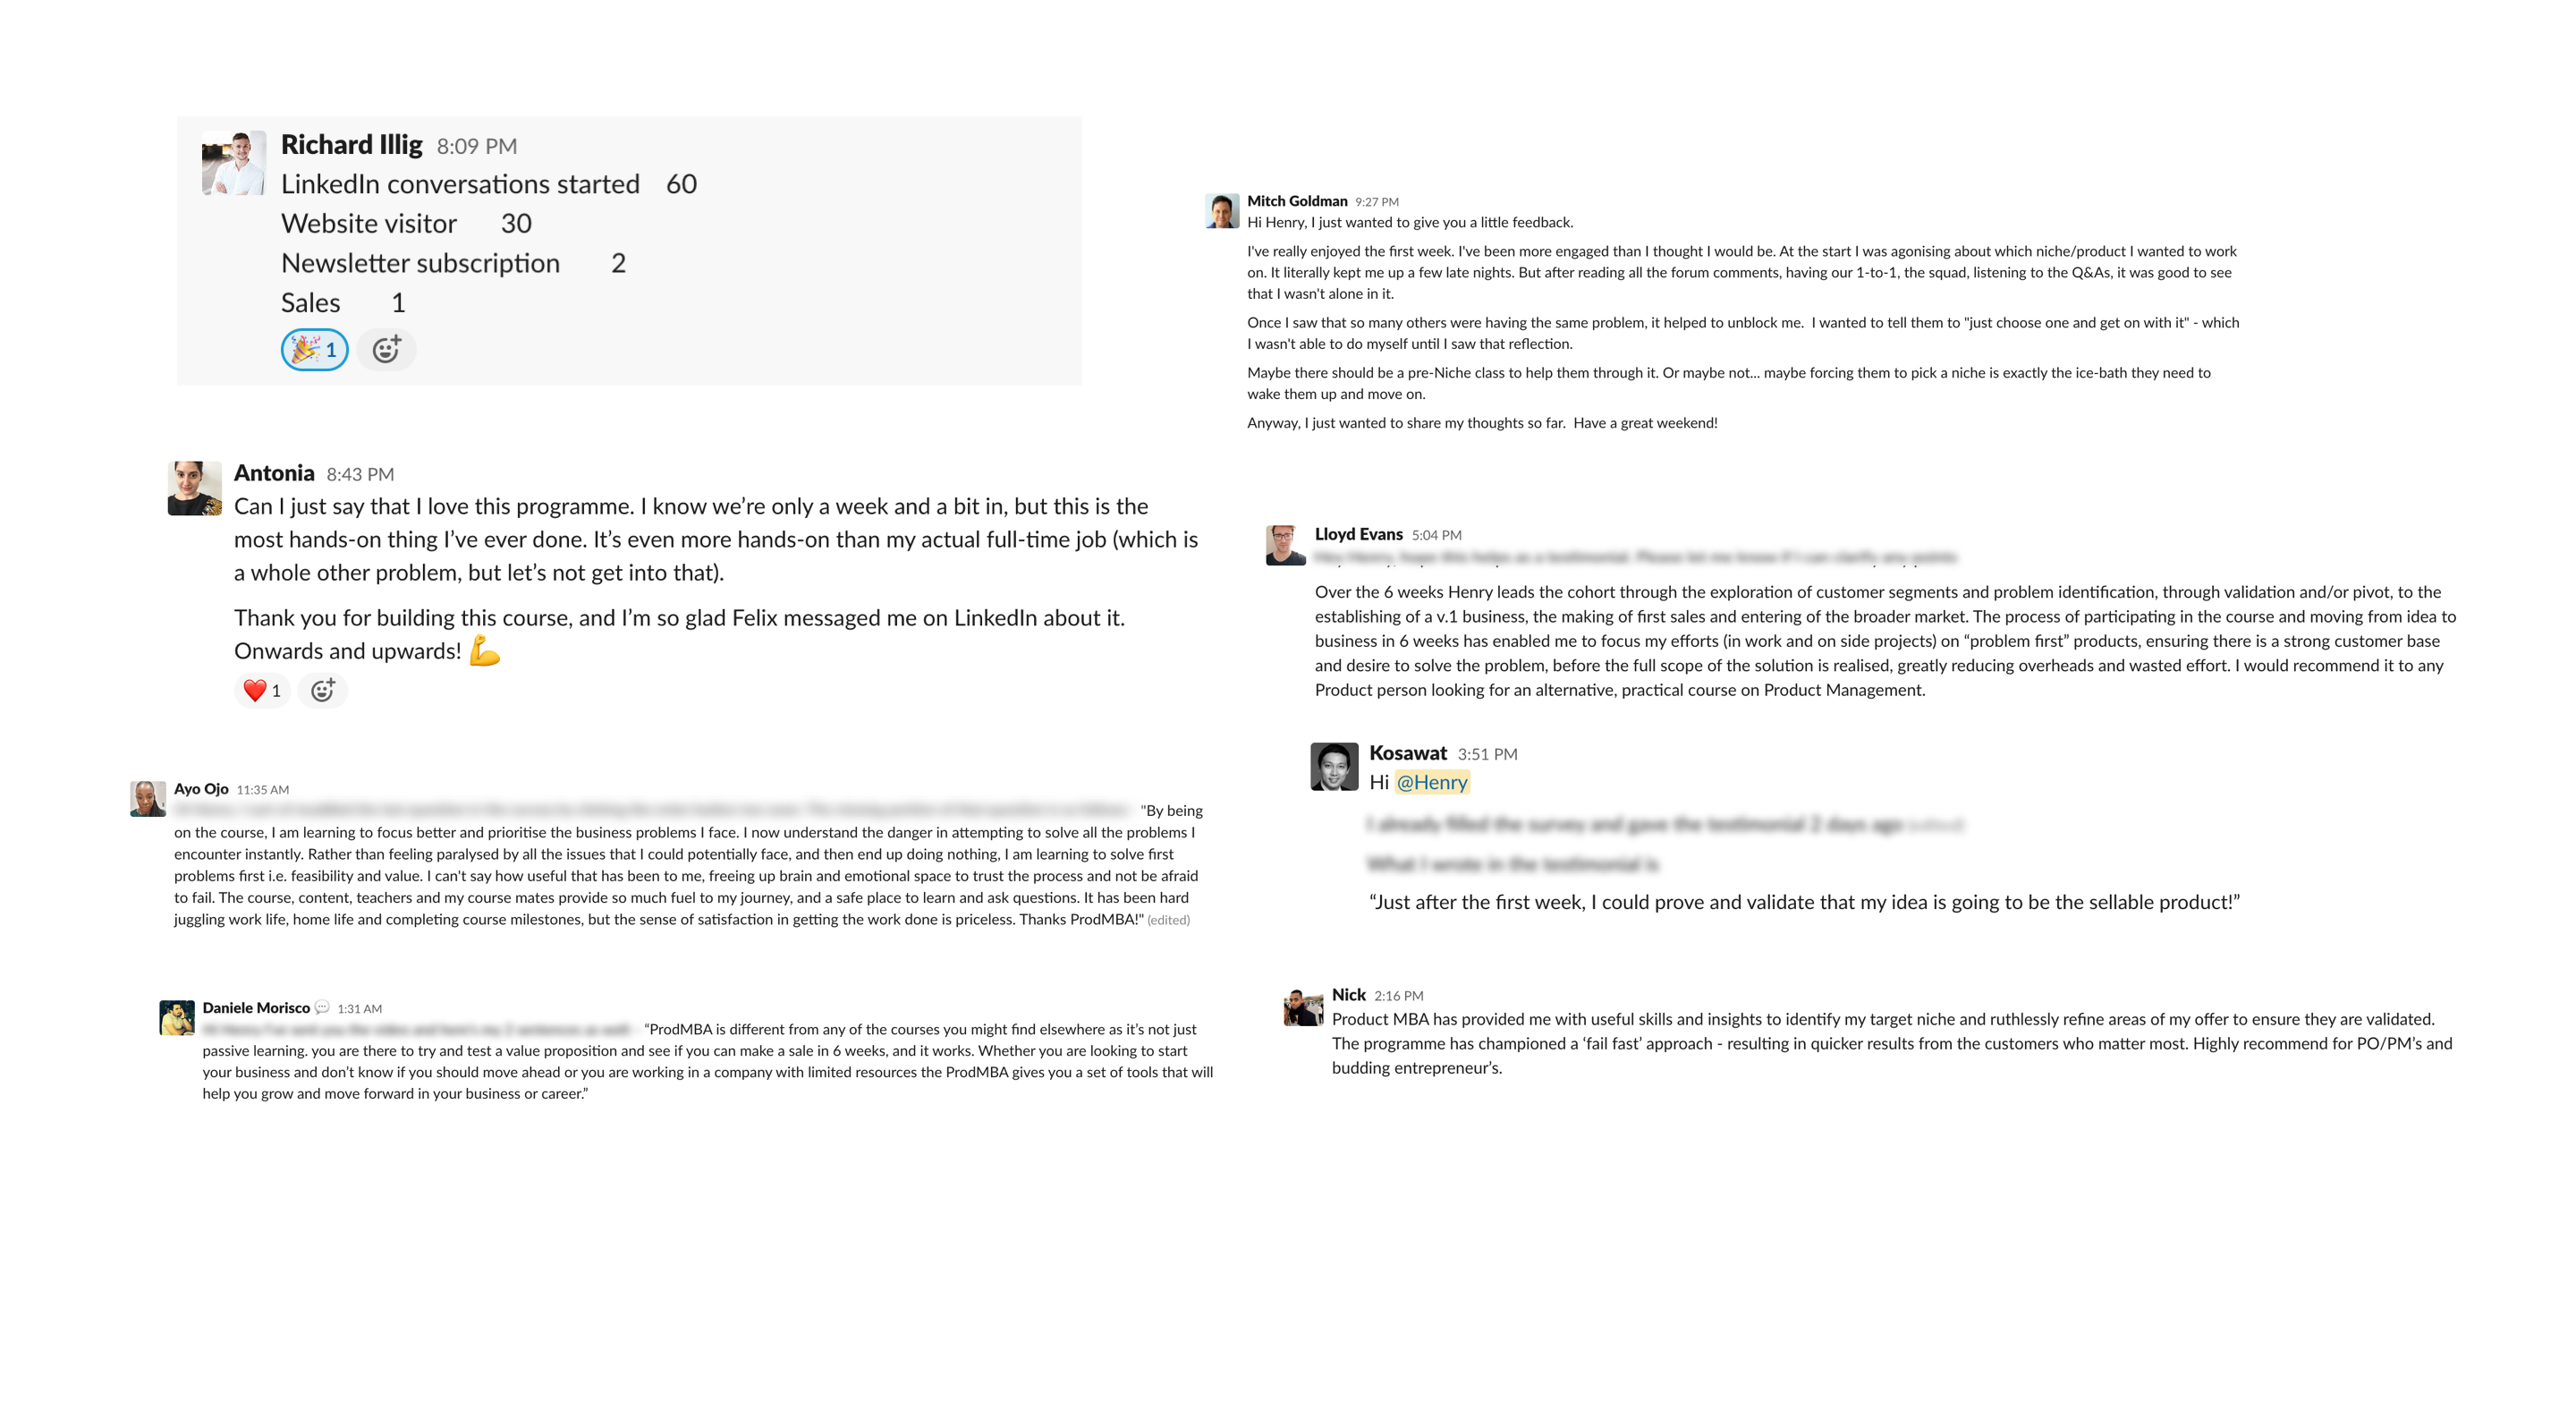 Richard Illig 8:09 PM
LinkedIn conversations started 60
Website visitor 30
Newsletter subscription 2
Sales 1
1
Antonia 8:43 PM
Can I just say that I love this programme. I know we’re only a week and a bit in, but this is the
most hands-on thing I’ve ever done. It’s even more hands-on than my actual full-time job (which is
a whole other problem, but let’s not get into that).
Thank you for building this course, and I’m so glad Felix messaged me on LinkedIn about it.
Onwards and upwards! 💪
❤️ 1
Ayo Ojo 11:35 AM
"By being
on the course, I am learning to focus better and prioritise the business problems I face. I now understand the danger in attempting to solve all the problems I
encounter instantly. Rather than feeling paralysed by all the issues that I could potentially face, and then end up doing nothing, I am learning to solve first
problems first i.e. feasibility and value. I can't say how useful that has been to me, freeing up brain and emotional space to trust the process and not be afraid
to fail. The course, content, teachers and my course mates provide so much fuel to my journey, and a safe place to learn and ask questions. It has been hard
juggling work life, home life and completing course milestones, but the sense of satisfaction in getting the work done is priceless. Thanks ProdMBA!" (edited)
Daniele Morisco 1:31 AM
“ProdMBA is different from any of the courses you might find elsewhere as it’s not just
passive learning. you are there to try and test a value proposition and see if you can make a sale in 6 weeks, and it works. Whether you are looking to start
your business and don’t know if you should move ahead or you are working in a company with limited resources the ProdMBA gives you a set of tools that will
help you grow and move forward in your business or career.”
Mitch Goldman 9:27 PM
Hi Henry, I just wanted to give you a little feedback.
I've really enjoyed the first week. I've been more engaged than I thought I would be. At the start I was agonising about which niche/product I wanted to work
on. It literally kept me up a few late nights. But after reading all the forum comments, having our 1-to-1, the squad, listening to the Q&As, it was good to see
that I wasn't alone in it.
Once I saw that so many others were having the same problem, it helped to unblock me. I wanted to tell them to "just choose one and get on with it" - which
I wasn't able to do myself until I saw that reflection.
Maybe there should be a pre-Niche class to help them through it. Or maybe not... maybe forcing them to pick a niche is exactly the ice-bath they need to
wake them up and move on.
Anyway, I just wanted to share my thoughts so far. Have a great weekend!
Lloyd Evans 5:04 PM
Over the 6 weeks Henry leads the cohort through the exploration of customer segments and problem identification, through validation and/or pivot, to the
establishing of a v.1 business, the making of first sales and entering of the broader market. The process of participating in the course and moving from idea to
business in 6 weeks has enabled me to focus my efforts (in work and on side projects) on “problem first” products, ensuring there is a strong customer base
and desire to solve the problem, before the full scope of the solution is realised, greatly reducing overheads and wasted effort. I would recommend it to any
Product person looking for an alternative, practical course on Product Management.
Kosawat 3:51 PM
Hi @Henry
I already filled the survey and gave the testimonial 2 days ago (edited)
What I wrote in the testimonial is
“Just after the first week, I could prove and validate that my idea is going to be the sellable product!”
Nick 2:16 PM
Product MBA has provided me with useful skills and insights to identify my target niche and ruthlessly refine areas of my offer to ensure they are validated.
The programme has championed a ‘fail fast’ approach - resulting in quicker results from the customers who matter most. Highly recommend for PO/PM’s and
budding entrepreneur’s.